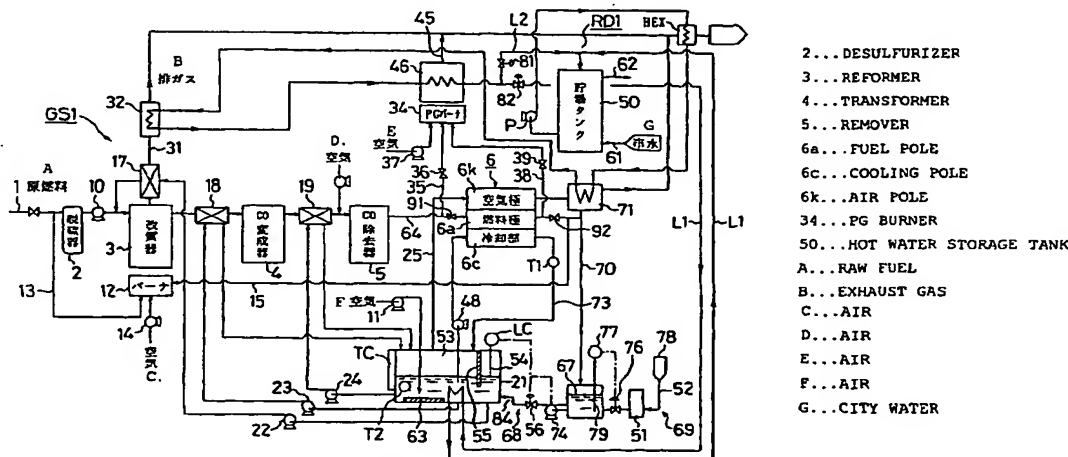 45
L2
RD1
HEX
L1
81
62
B
排ガス
46
32
82
50
貯湯タンク
34
PGバーナ
P
G
市水
GS1
31
E
空気
37
D.
空気
61
17
39
36
38
A
原燃料
1
10
18
19
6
35
6k
空気極
71
91
脱硫器
改質器
CO
変成器
CO
除去器
燃料極
64
6a
92
L1
L1
冷却部
3
2
4
5
25
6c
T1
70
13
12
バーナ
15
F 空気
11
48
73
14
空気 C.
LC
77
78
53
TC
54
76
24
21
67
52
23
T2
22
63
84
68
55
56
74
79
51
69
2...DESULFURIZER
3...REFORMER
4...TRANSFORMER
5...REMOVER
6a...FUEL POLE
6c...COOLING POLE
6k...AIR POLE
34...PG BURNER
50...HOT WATER STORAGE TANK
A...RAW FUEL
B...EXHAUST GAS
C...AIR
D...AIR
E...AIR
F...AIR
G...CITY WATER